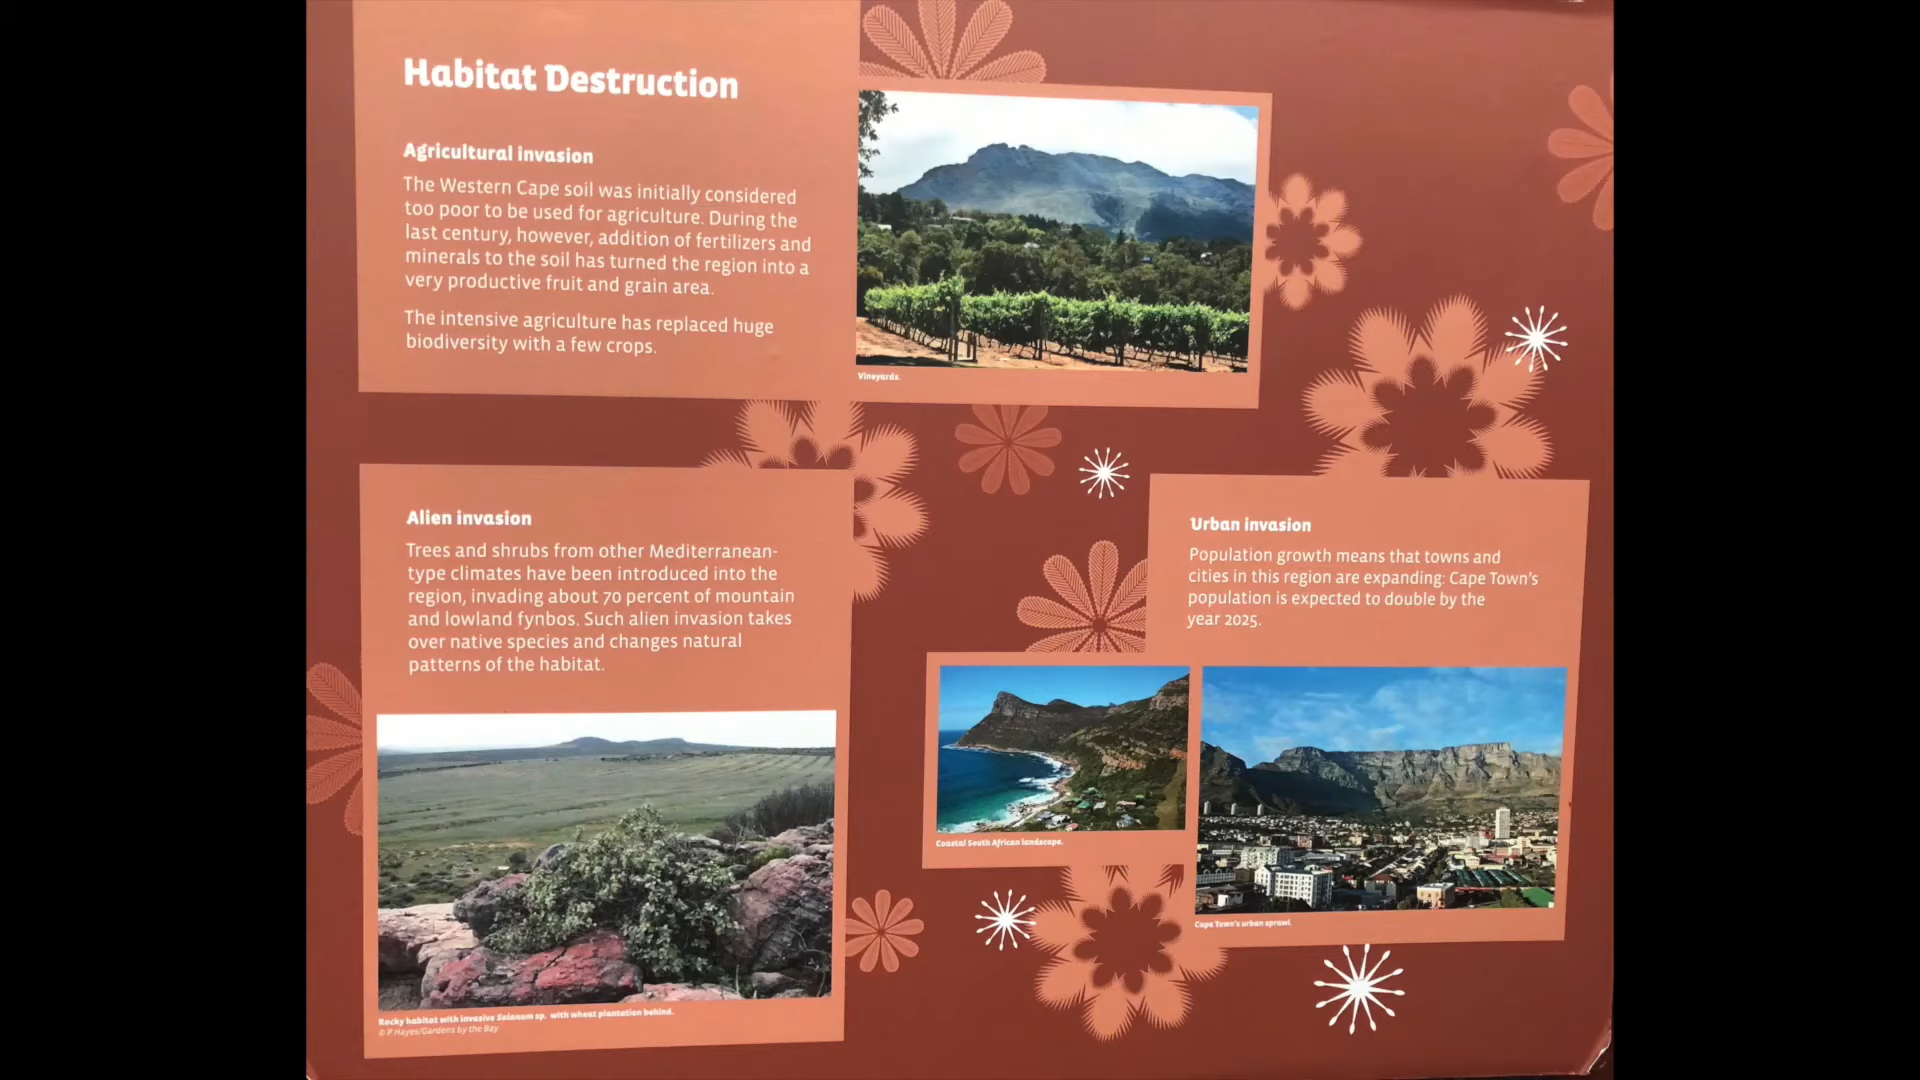 Habitat Destruction
Agricultural invasion
The Western Cape soil was initially considered
too poor to be used for agriculture. During the
last century, however, addition of fertilizers and
minerals to the soil has turned the region into a
very productive fruit and grain area.
The intensive agriculture has replaced huge
biodiversity with a few crops.
Vineyards.
Alien invasion
Trees and shrubs from other Mediterranean-
type climates have been introduced into the
region, invading about 70 percent of mountain
and lowland fynbos. Such alien invasion takes
over native species and changes natural
patterns of the habitat.
Rocky habitat with invasive Solanum sp. with wheat plantation behind.
© P Hayes/Gardens by the Bay
Urban invasion
Population growth means that towns and
cities in this region are expanding: Cape Town's
population is expected to double by the
year 2025.
Coastal South African landscape.
Cape Town's urban sprawl.